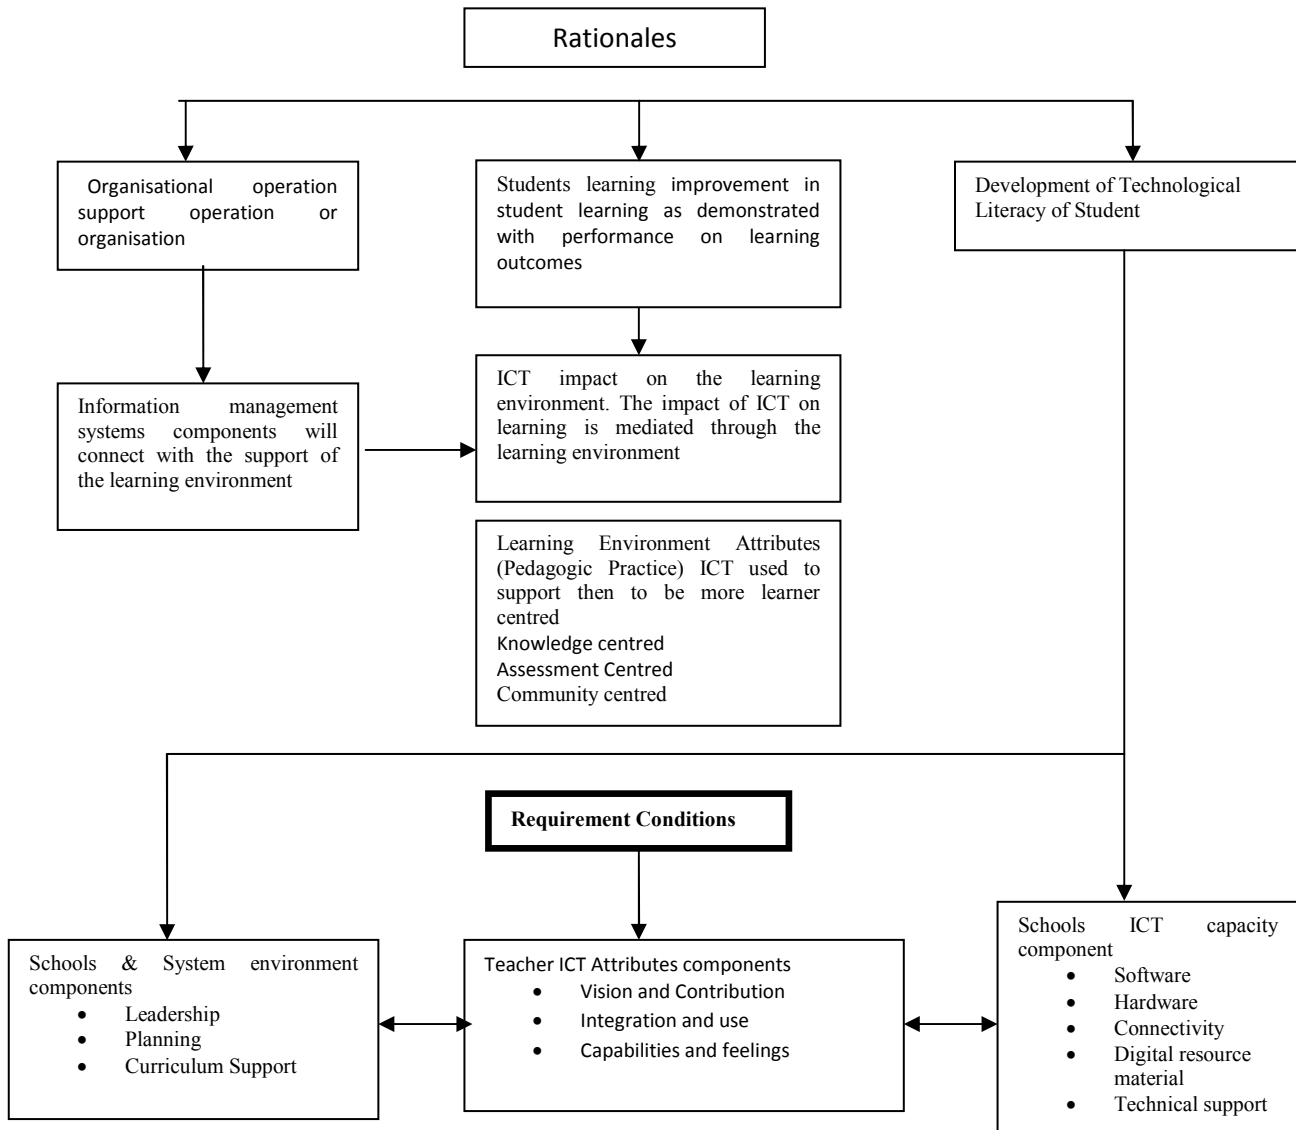 Rationales
Organisational operation
support operation or
organisation
Students learning improvement in
student learning as demonstrated
with performance on learning
outcomes
Development of Technological
Literacy of Student
Information management
systems components will
connect with the support of
the learning environment
ICT impact on the learning
environment. The impact of ICT on
learning is mediated through the
learning environment
Learning Environment Attributes
(Pedagogic Practice) ICT used to
support then to be more learner
centred
Knowledge centred
Assessment Centred
Community centred
Requirement Conditions
Schools & System environment
components
• Leadership
• Planning
• Curriculum Support
Teacher ICT Attributes components
• Vision and Contribution
• Integration and use
• Capabilities and feelings
Schools ICT capacity
component
• Software
• Hardware
• Connectivity
• Digital resource
material
• Technical support